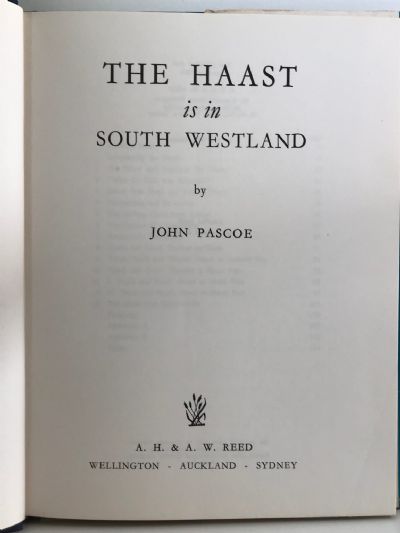 THE HAAST
is in
SOUTH WESTLAND
by
JOHN PASCOE
A. H. & A. W. REED
WELLINGTON - AUCKLAND - SYDNEY